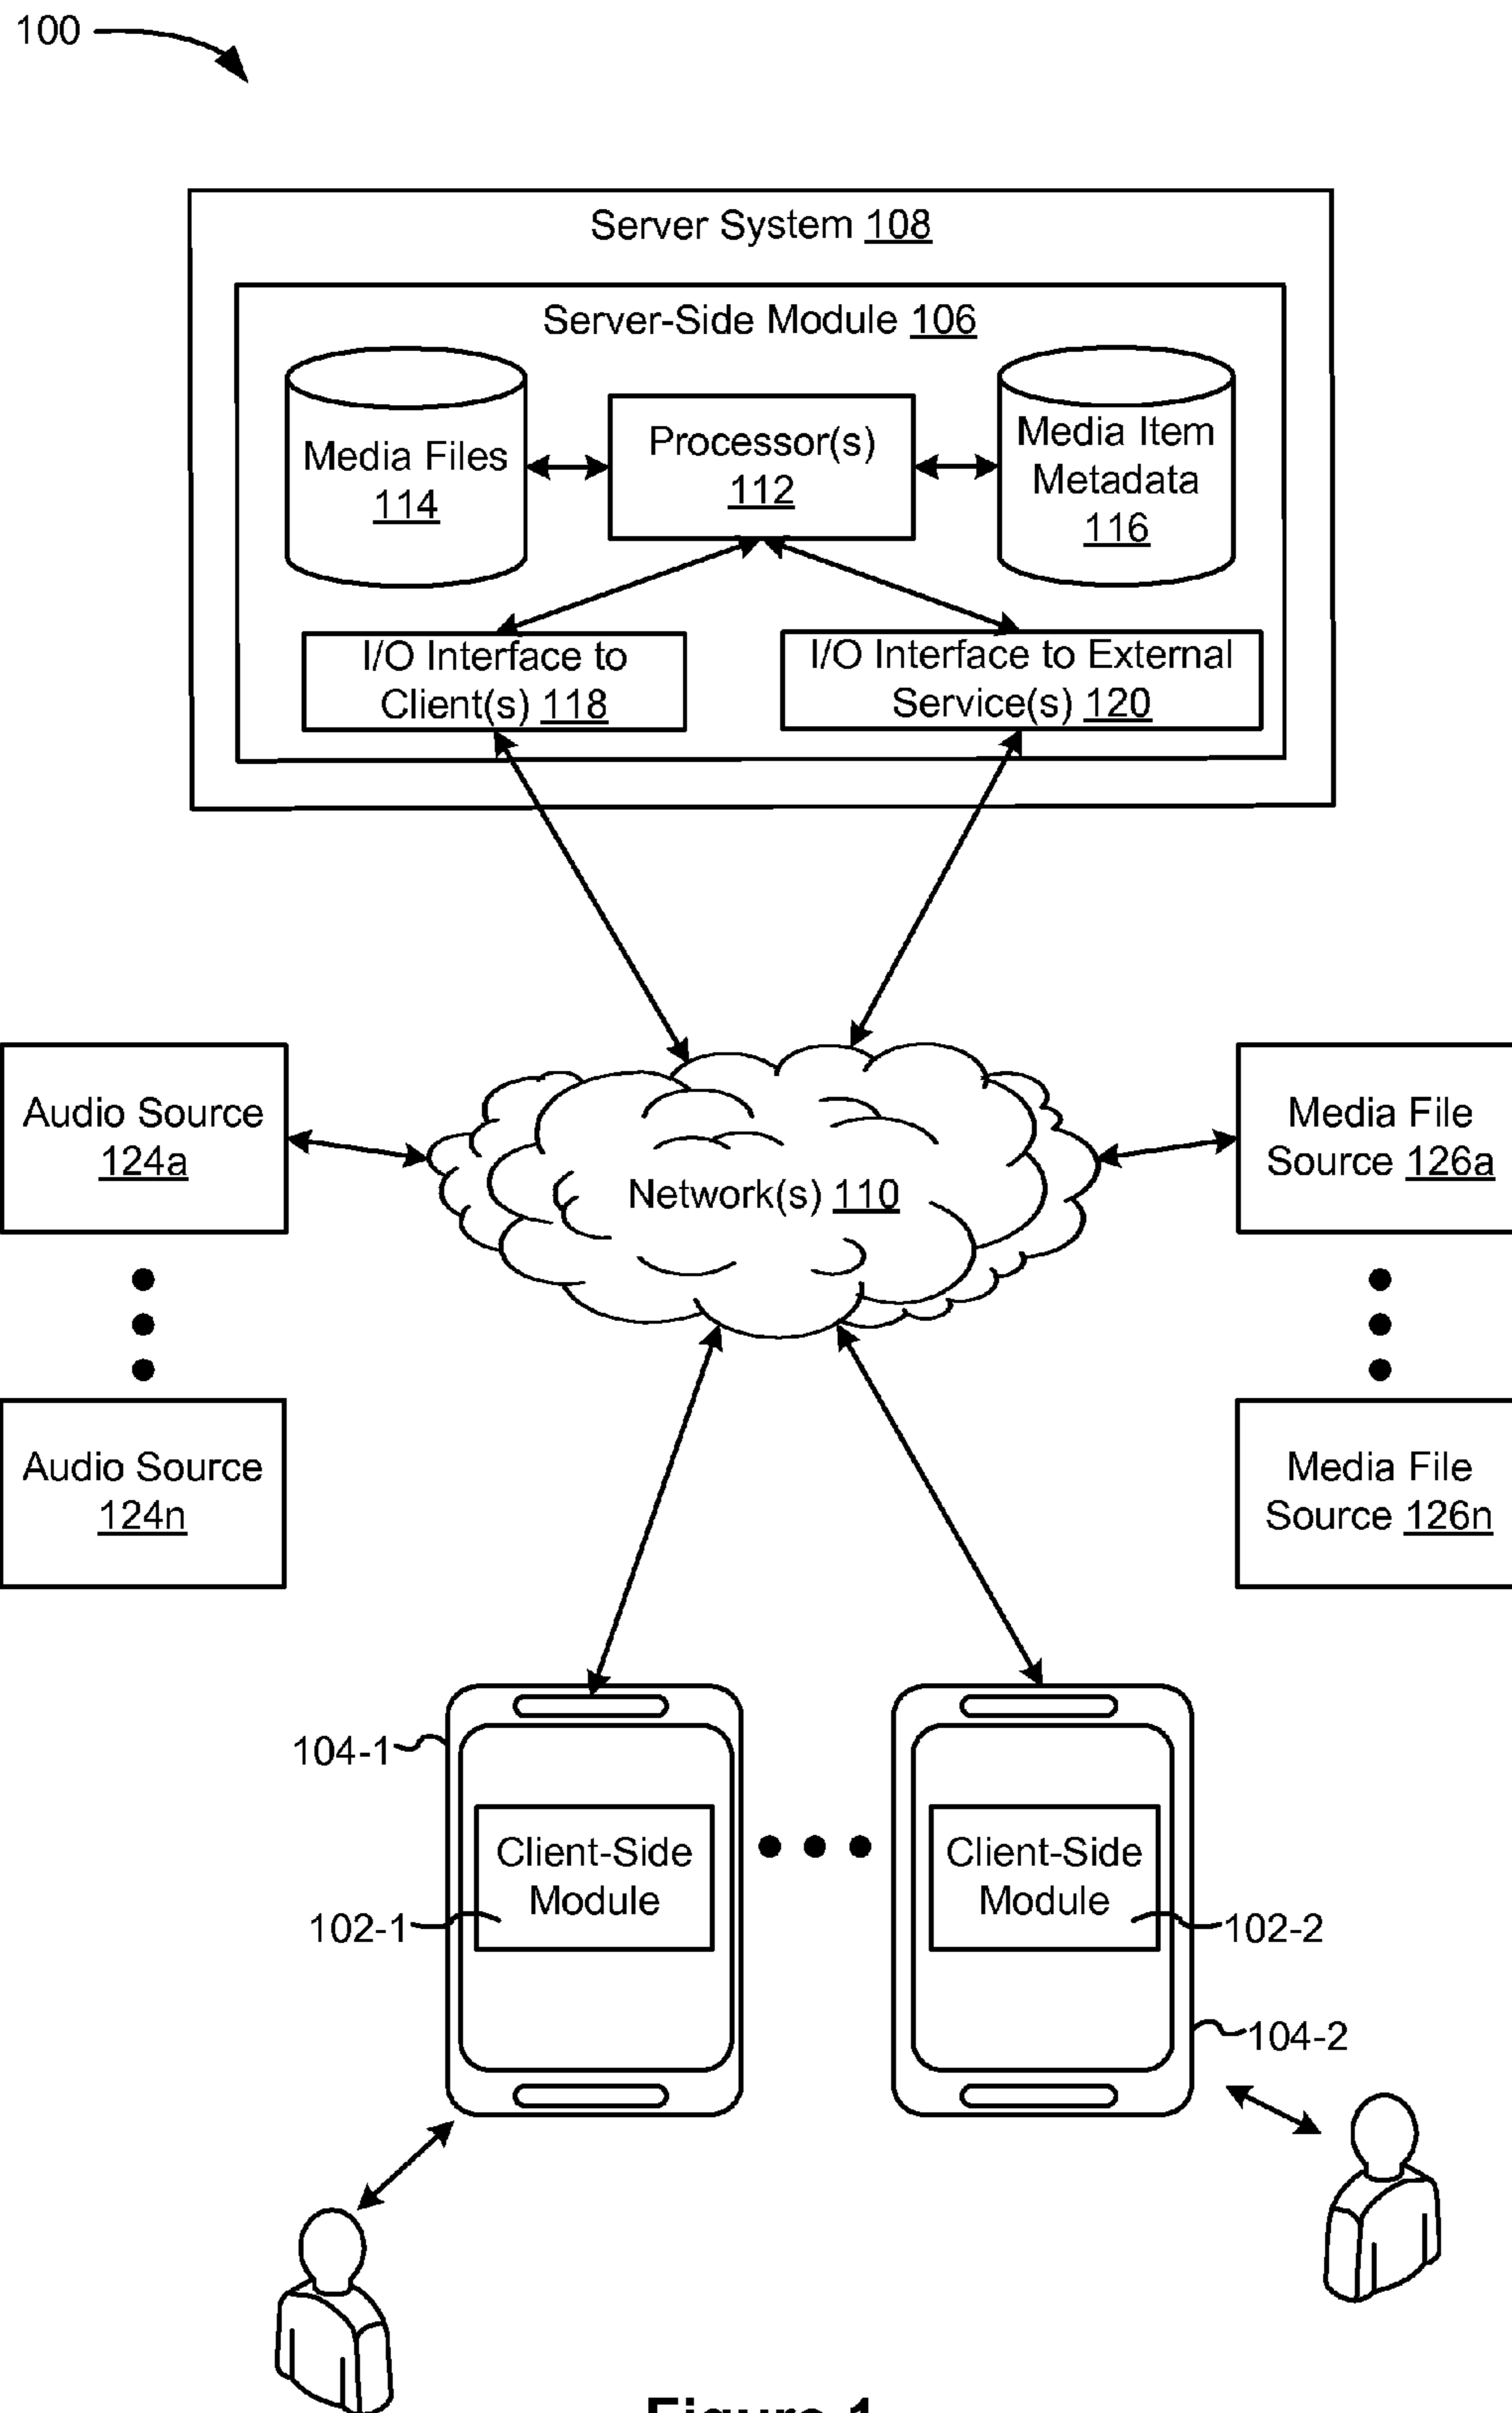 100
Server System 108
Server-Side Module 106
Media Files
114
Processor(s)
112
Media Item
Metadata
116
I/O Interface to
Client(s) 118
I/O Interface to External
Service(s) 120
Audio Source
124a
Network(s) 110
Media File
Source 126a
Audio Source
124n
Media File
Source 126n
104-1
Client-Side
Module
102-1
Client-Side
Module
102-2
104-2
Figure 1